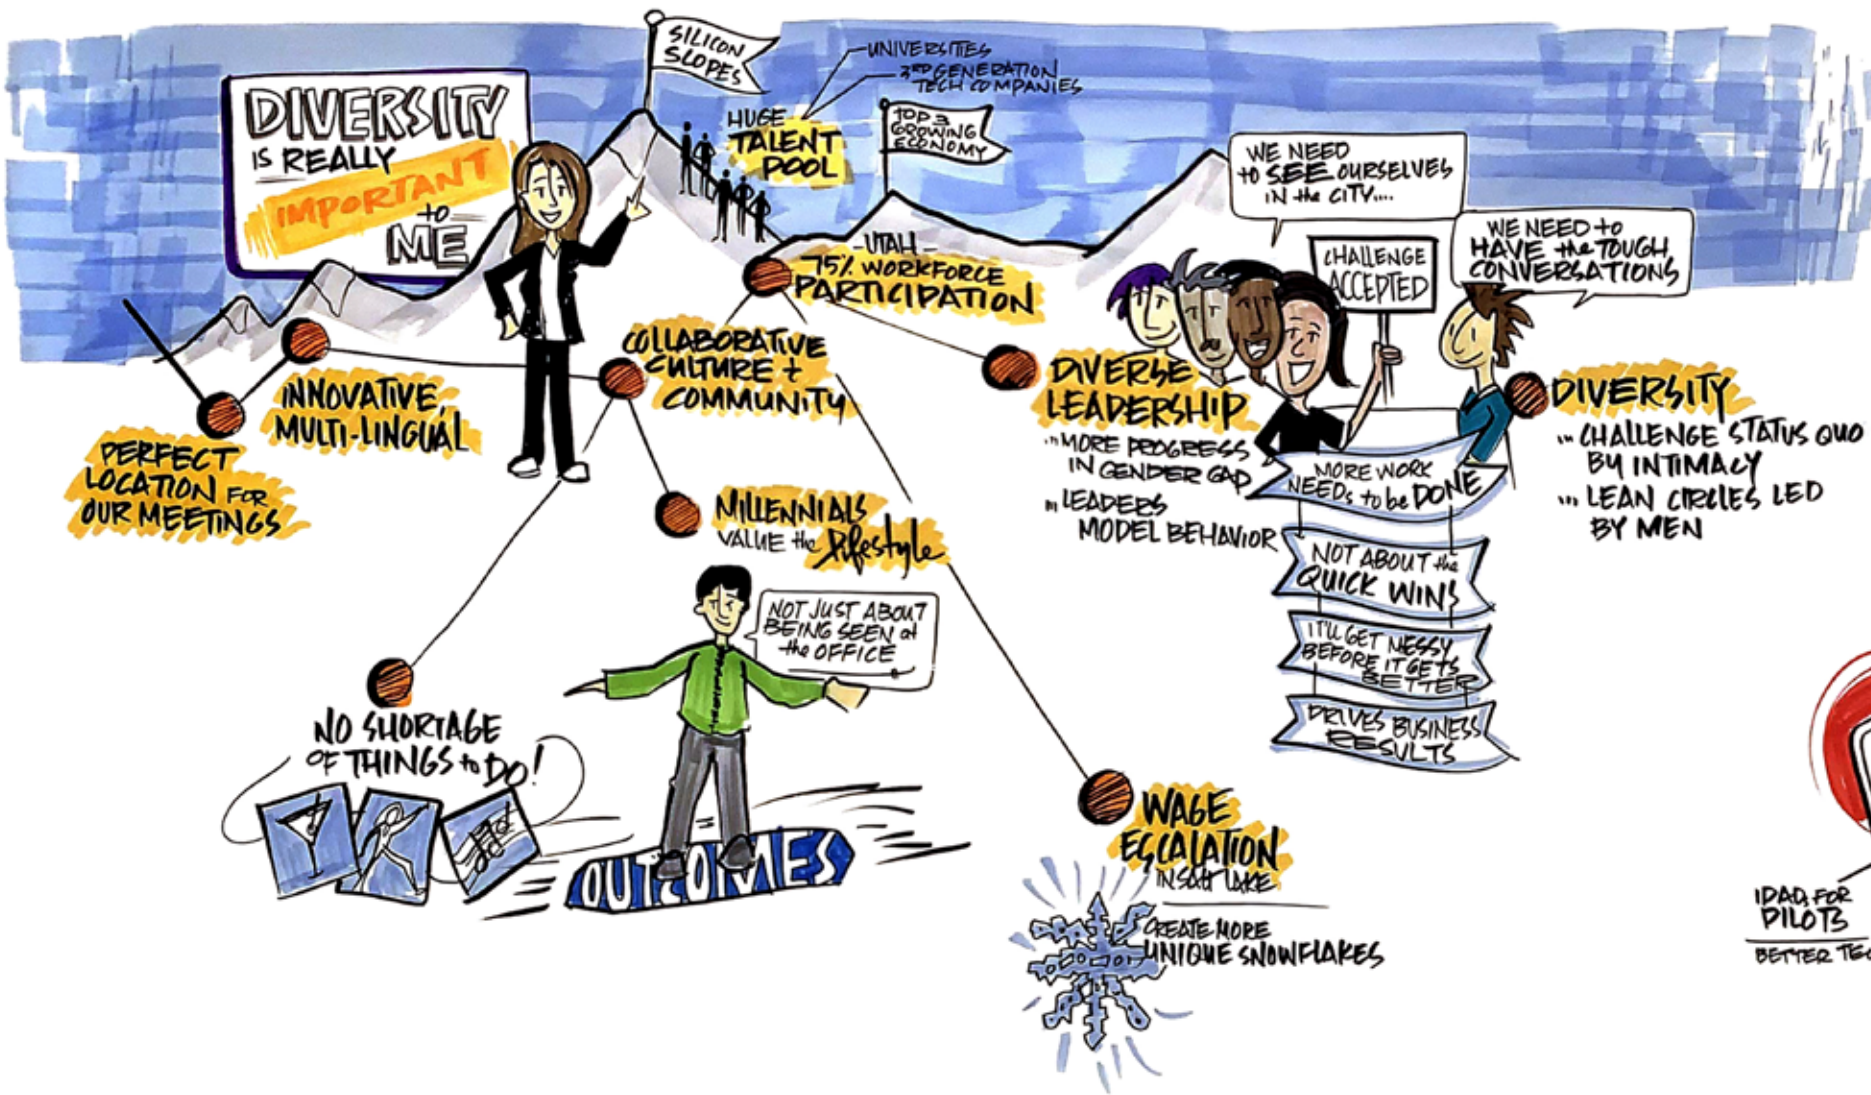 DIVERSITY
IS REALLY
IMPORTANT
to
ME
SILICON
SLOPES
UNIVERSITIES
3RD GENERATION
TECH COMPANIES
HUGE
TALENT
POOL
TOP 3
GROWING
ECONOMY
PERFECT
LOCATION FOR
OUR MEETINGS
INNOVATIVE,
MULTI-LINGUAL
COLLABORATIVE
CULTURE +
COMMUNITY
- UTAH -
75% WORKFORCE
PARTICIPATION
MILLENNIALS
VALUE the lifestyle
NOT JUST ABOUT
BEING SEEN at
the OFFICE
OUTCOMES
NO SHORTAGE
OF THINGS to DO!
WAGE
ESCALATION
IN SALT LAKE
CREATE MORE
UNIQUE SNOWFLAKES
DIVERSE
LEADERSHIP
... MORE PROGRESS
IN GENDER GAP
... LEADERS
MODEL BEHAVIOR
WE NEED
to SEE OURSELVES
IN the CITY....
CHALLENGE
ACCEPTED
WE NEED to
HAVE the TOUGH
CONVERSATIONS
DIVERSITY
... CHALLENGE STATUS QUO
BY INTIMACY
... LEAN CIRCLES LED
BY MEN
MORE WORK
NEEDs to be DONE
NOT ABOUT the
QUICK WINS
IT'LL GET MESSY
BEFORE IT GETS
BETTER
DRIVES BUSINESS
RESULTS
FOR
PILOTS
BETTER